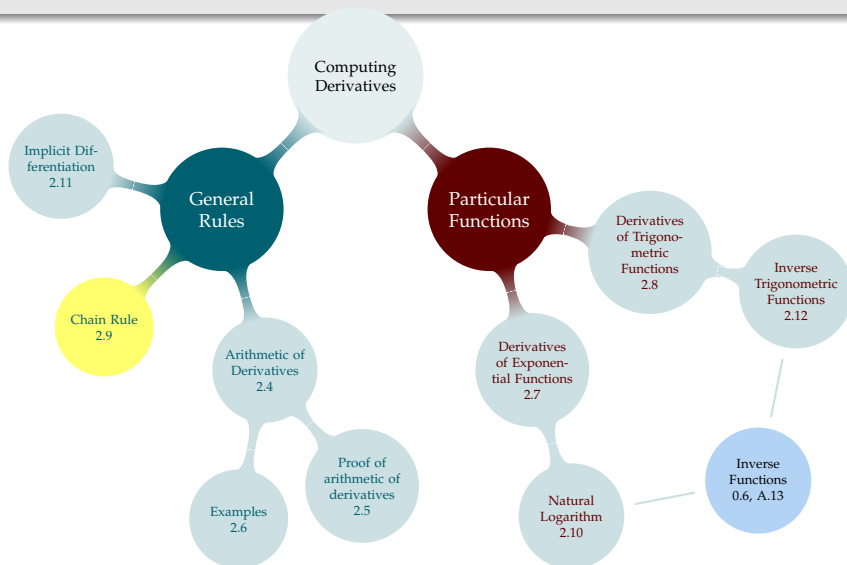 Computing
Derivatives
Implicit Dif-
ferentiation
2.11
General
Rules
Particular
Functions
Derivatives
of Trigono-
metric
Functions
2.8
Inverse
Trigonometric
Functions
2.12
Chain Rule
2.9
Arithmetic of
Derivatives
2.4
Derivatives
of Exponen-
tial Functions
2.7
Proof of
arithmetic of
derivatives
2.5
Inverse
Functions
0.6, A.13
Examples
2.6
Natural
Logarithm
2.10